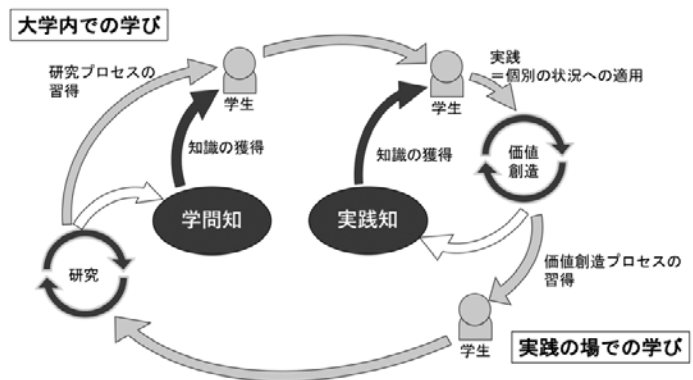 大学内での学び
研究プロセスの
習得
学生
知識の獲得
学問知
研究
学生
実践
＝個別の状況への適用
知識の獲得
実践知
価値
創造
価値創造プロセスの
習得
学生
実践の場での学び